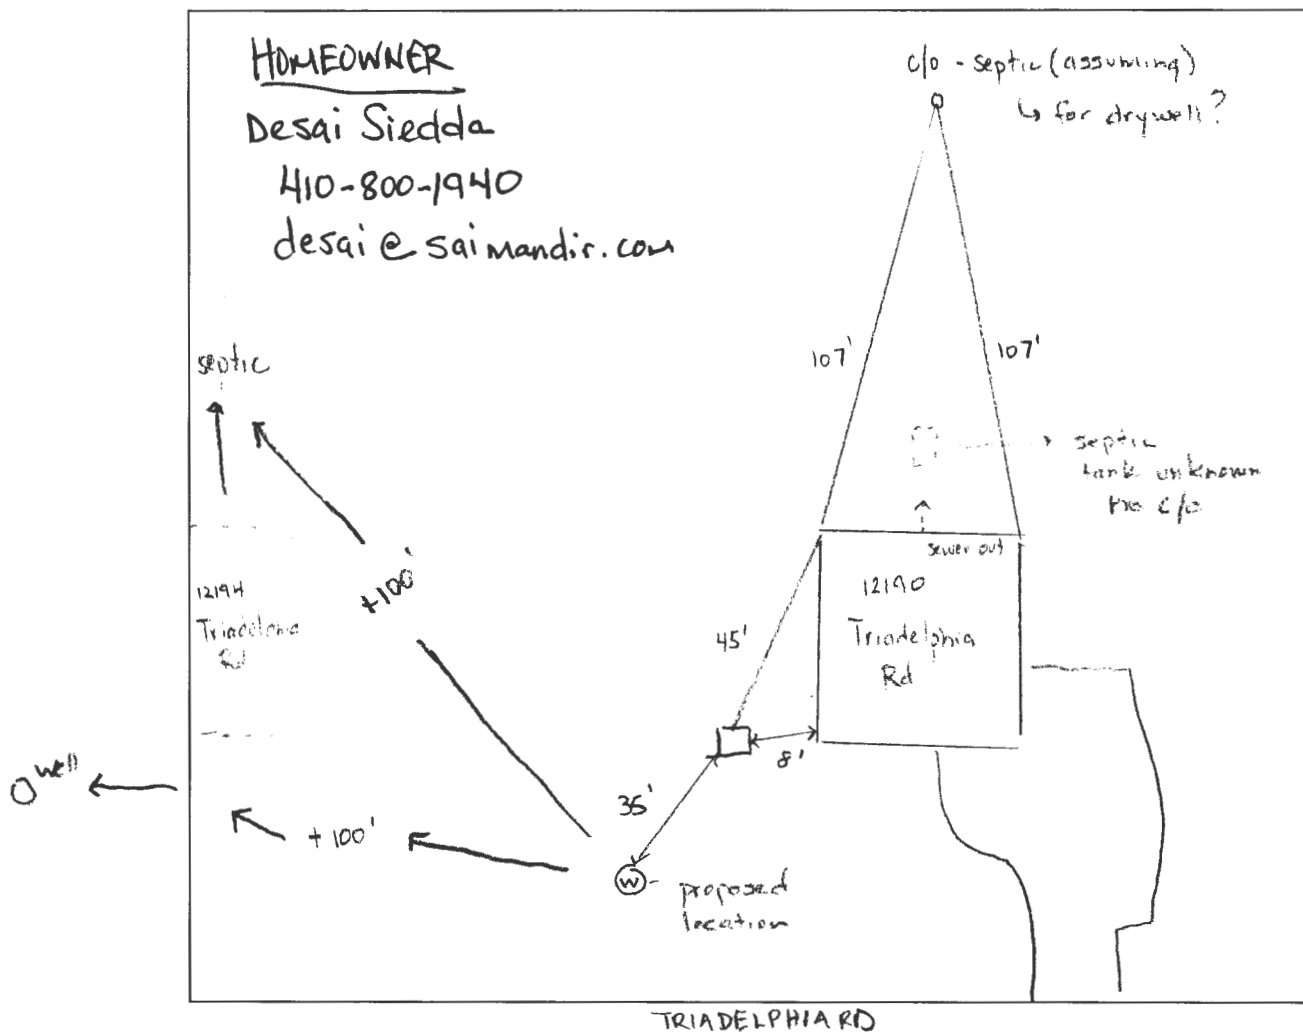 HOMEOWNER
Desai Siedda
410-800-1940
desai@saimandir.com
c/o - septic (assuming)
↳ for drywell?
septic
107'
107'
septic
tank unknown
no c/o
sewer out
12190
Triadelphia
Rd
+100'
12194
Triadelphia
Rd
45'
8'
well
35'
+100'
W
proposed
location
TRIADELPHIA RD